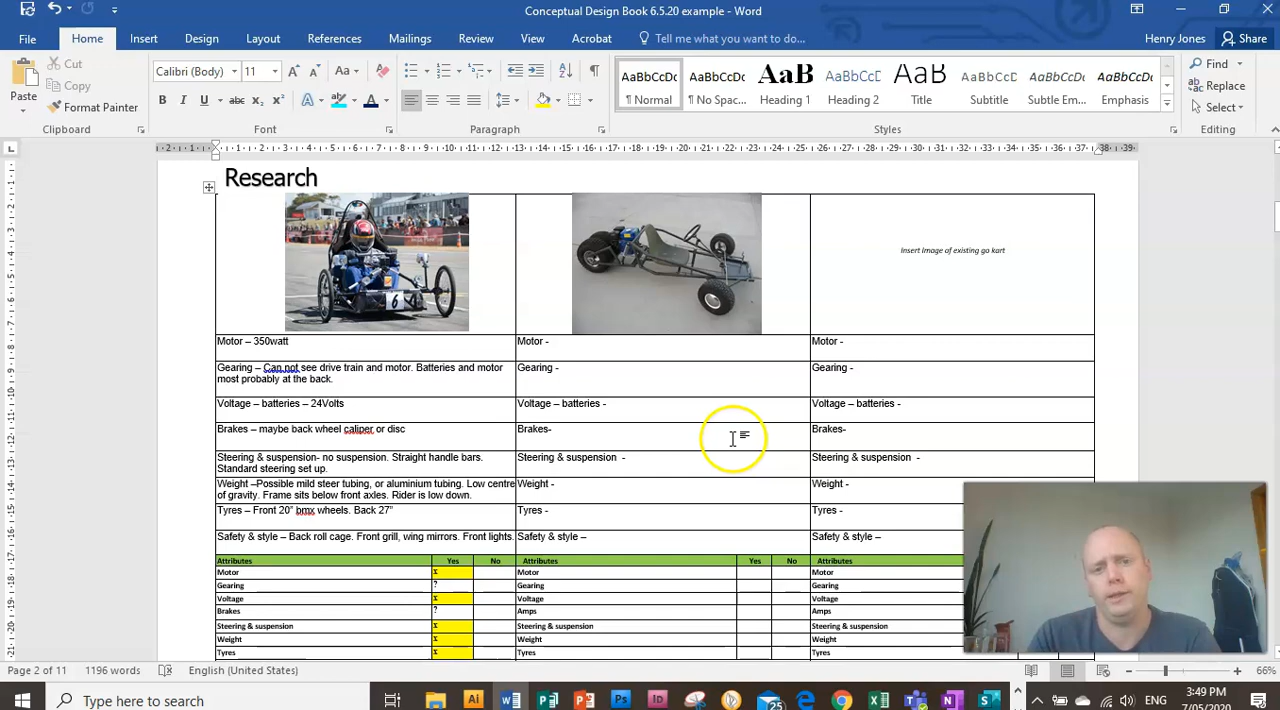 Conceptual Design Book 6.5.20 example - Word
File Home Insert Design Layout References Mailings Review View Acrobat Tell me what you want to do... Henry Jones Share
Paste
Cut
Copy
Format Painter
Calibri (Body) 11 Aa
B I U abc x₂ x² A A
AaBbCcDc
¶ Normal
AaBbCcDc
¶ No Spac...
AaB
Heading 1
AaBbCcD
Heading 2
AaB
Title
AaBbCcD
Subtitle
AaBbCcDc
Subtle Em...
AaBbCcDc
Emphasis
Find
Replace
Select
Clipboard Font Paragraph Styles Editing
Research
6
Insert Image of existing go kart
Motor – 350watt
Motor -
Motor -
Gearing – Can not see drive train and motor. Batteries and motor
most probably at the back.
Gearing -
Gearing -
Voltage – batteries – 24Volts
Voltage – batteries -
Voltage – batteries -
Brakes – maybe back wheel caliper or disc
Brakes-
Brakes-
Steering & suspension- no suspension. Straight handle bars.
Standard steering set up.
Steering & suspension -
Steering & suspension -
Weight –Possible mild steer tubing, or aluminium tubing. Low centre
of gravity. Frame sits below front axles. Rider is low down.
Weight -
Weight -
Tyres – Front 20” bmx wheels. Back 27”
Tyres -
Tyres -
Safety & style – Back roll cage. Front grill, wing mirrors. Front lights.
Safety & style –
Safety & style –
Attributes Yes No Attributes Yes No Attributes
Motor x Motor Motor
Gearing ? Gearing Gearing
Voltage x Voltage Voltage
Brakes ? Amps Amps
Steering & suspension x Steering & suspension Steering & suspension
Weight x Weight Weight
Tyres x Tyres Tyres
Page 2 of 11 1196 words English (United States) 66%
Type here to search
25
ENG 3:49 PM
7/05/2020